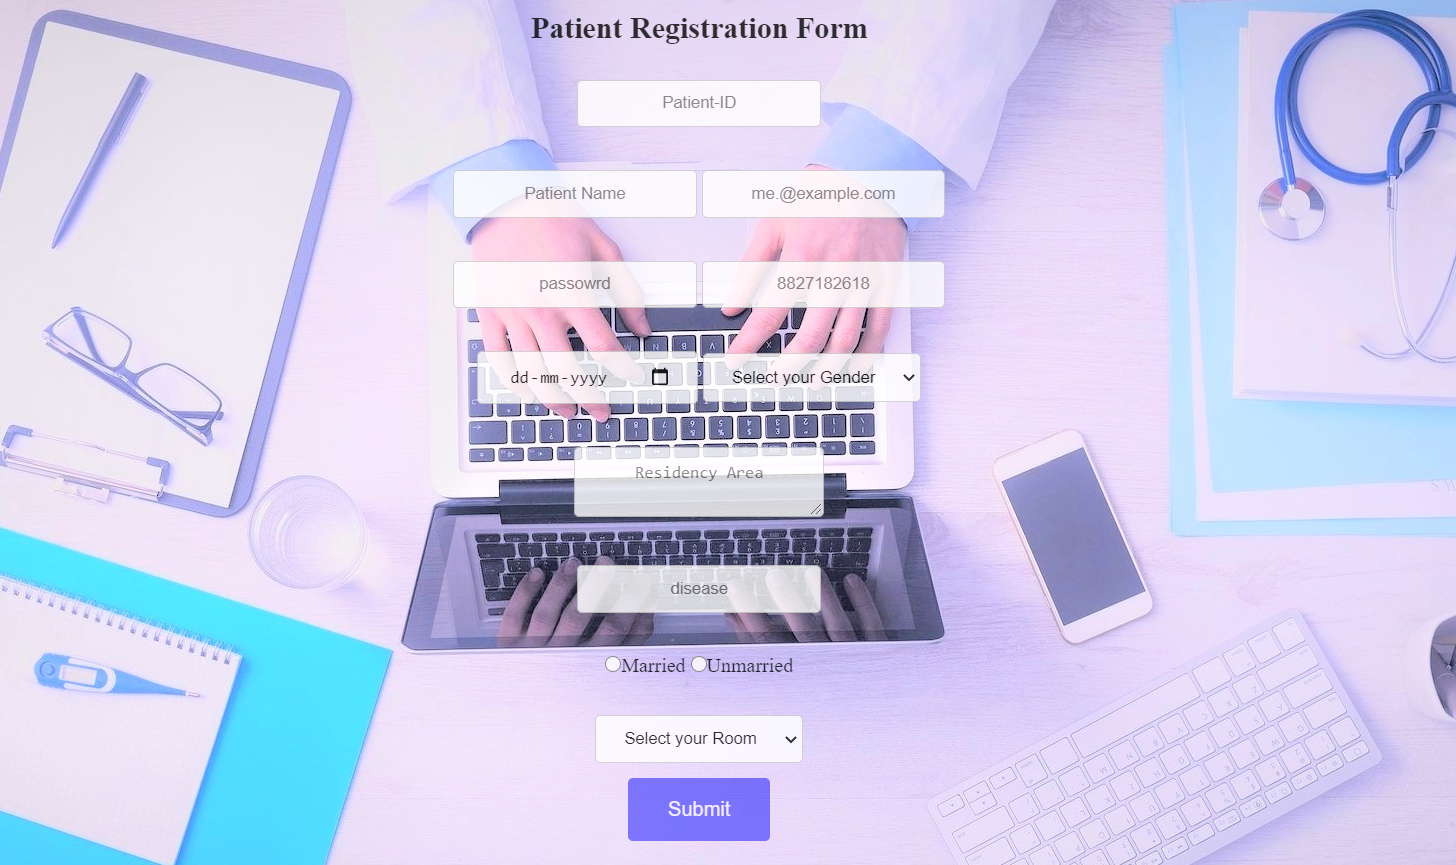 Patient Registration Form
Patient-ID
Patient Name me.@example.com
passowrd 8827182618
dd-mm-yyyy Select your Gender
Residency Area
disease
Married Unmarried
Select your Room
Submit